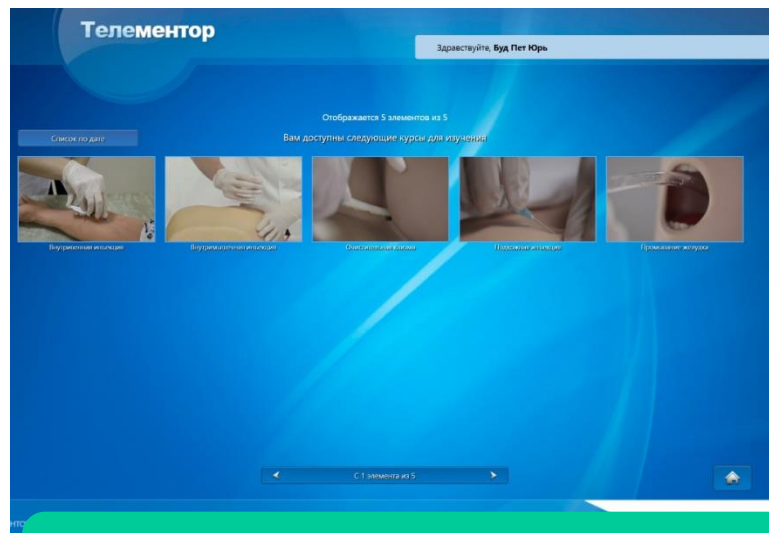 Телементор
Здравствуйте, Буд Пет Юрь
Отображается 5 элементов из 5
Список по дате
Вам доступны следующие курсы для изучения
Внутривенная инъекция
Внутримышечная инъекция
Очистительная клизма
Подкожная инъекция
Промывание желудка
С 1 элемента из 5